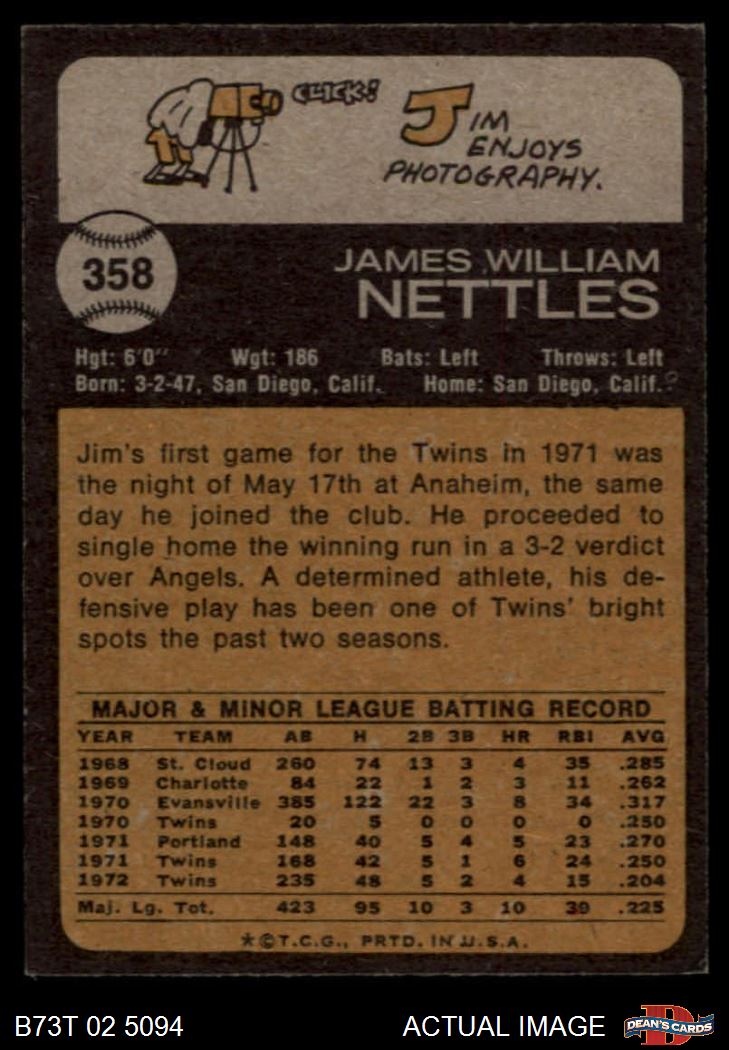 CLICK!
JIM
ENJOYS
PHOTOGRAPHY.
358
JAMES WILLIAM
NETTLES
Hgt: 6'0" Wgt: 186 Bats: Left Throws: Left
Born: 3-2-47, San Diego, Calif. Home: San Diego, Calif.
Jim's first game for the Twins in 1971 was
the night of May 17th at Anaheim, the same
day he joined the club. He proceeded to
single home the winning run in a 3-2 verdict
over Angels. A determined athlete, his de-
fensive play has been one of Twins' bright
spots the past two seasons.
MAJOR & MINOR LEAGUE BATTING RECORD
YEAR TEAM AB H 2B 3B HR RBI AVG
1968 St. Cloud 260 74 13 3 4 35 .285
1969 Charlotte 84 22 1 2 3 11 .262
1970 Evansville 385 122 22 3 8 34 .317
1970 Twins 20 5 0 0 0 0 .250
1971 Portland 148 40 5 4 5 23 .270
1971 Twins 168 42 5 1 6 24 .250
1972 Twins 235 48 5 2 4 15 .204
Maj. Lg. Tot. 423 95 10 3 10 39 .225
*©T.C.G., PRTD. IN U.S.A.
B73T 02 5094 ACTUAL IMAGE
D
DEAN'S CARDS